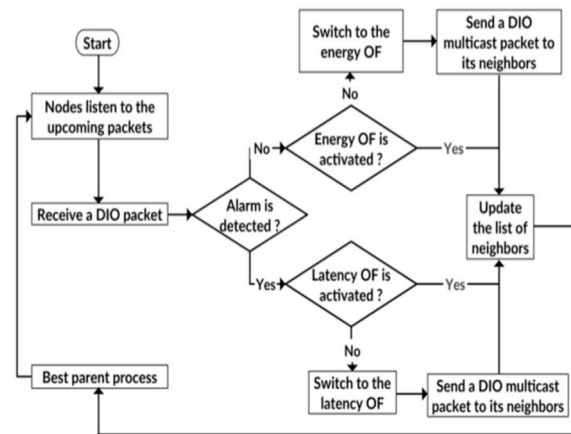 Start
Nodes listen to the
upcoming packets
Receive a DIO packet
Alarm is
detected ?
No
Energy OF is
activated ?
No
Switch to the
energy OF
Send a DIO
multicast packet to
its neighbors
Yes
Update
the list of
neighbors
Yes
Latency OF is
activated ?
Yes
No
Switch to the
latency OF
Send a DIO multicast
packet to its neighbors
Best parent process